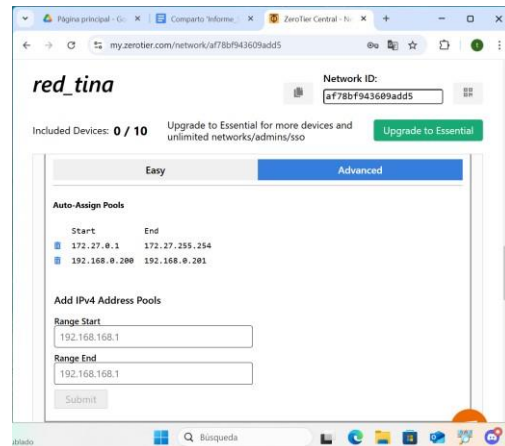 Página principal - Go
Comparto 'Informe_
ZeroTier Central - Ne
my.zerotier.com/network/af78bf943609add5
red_tina
Network ID:
af78bf943609add5
Included Devices: 0 / 10
Upgrade to Essential for more devices and
unlimited networks/admins/sso
Upgrade to Essential
Easy
Advanced
Auto-Assign Pools
Start End
172.27.0.1 172.27.255.254
192.168.0.200 192.168.0.201
Add IPv4 Address Pools
Range Start
192.168.168.1
Range End
192.168.168.1
Submit
ublado
Búsqueda